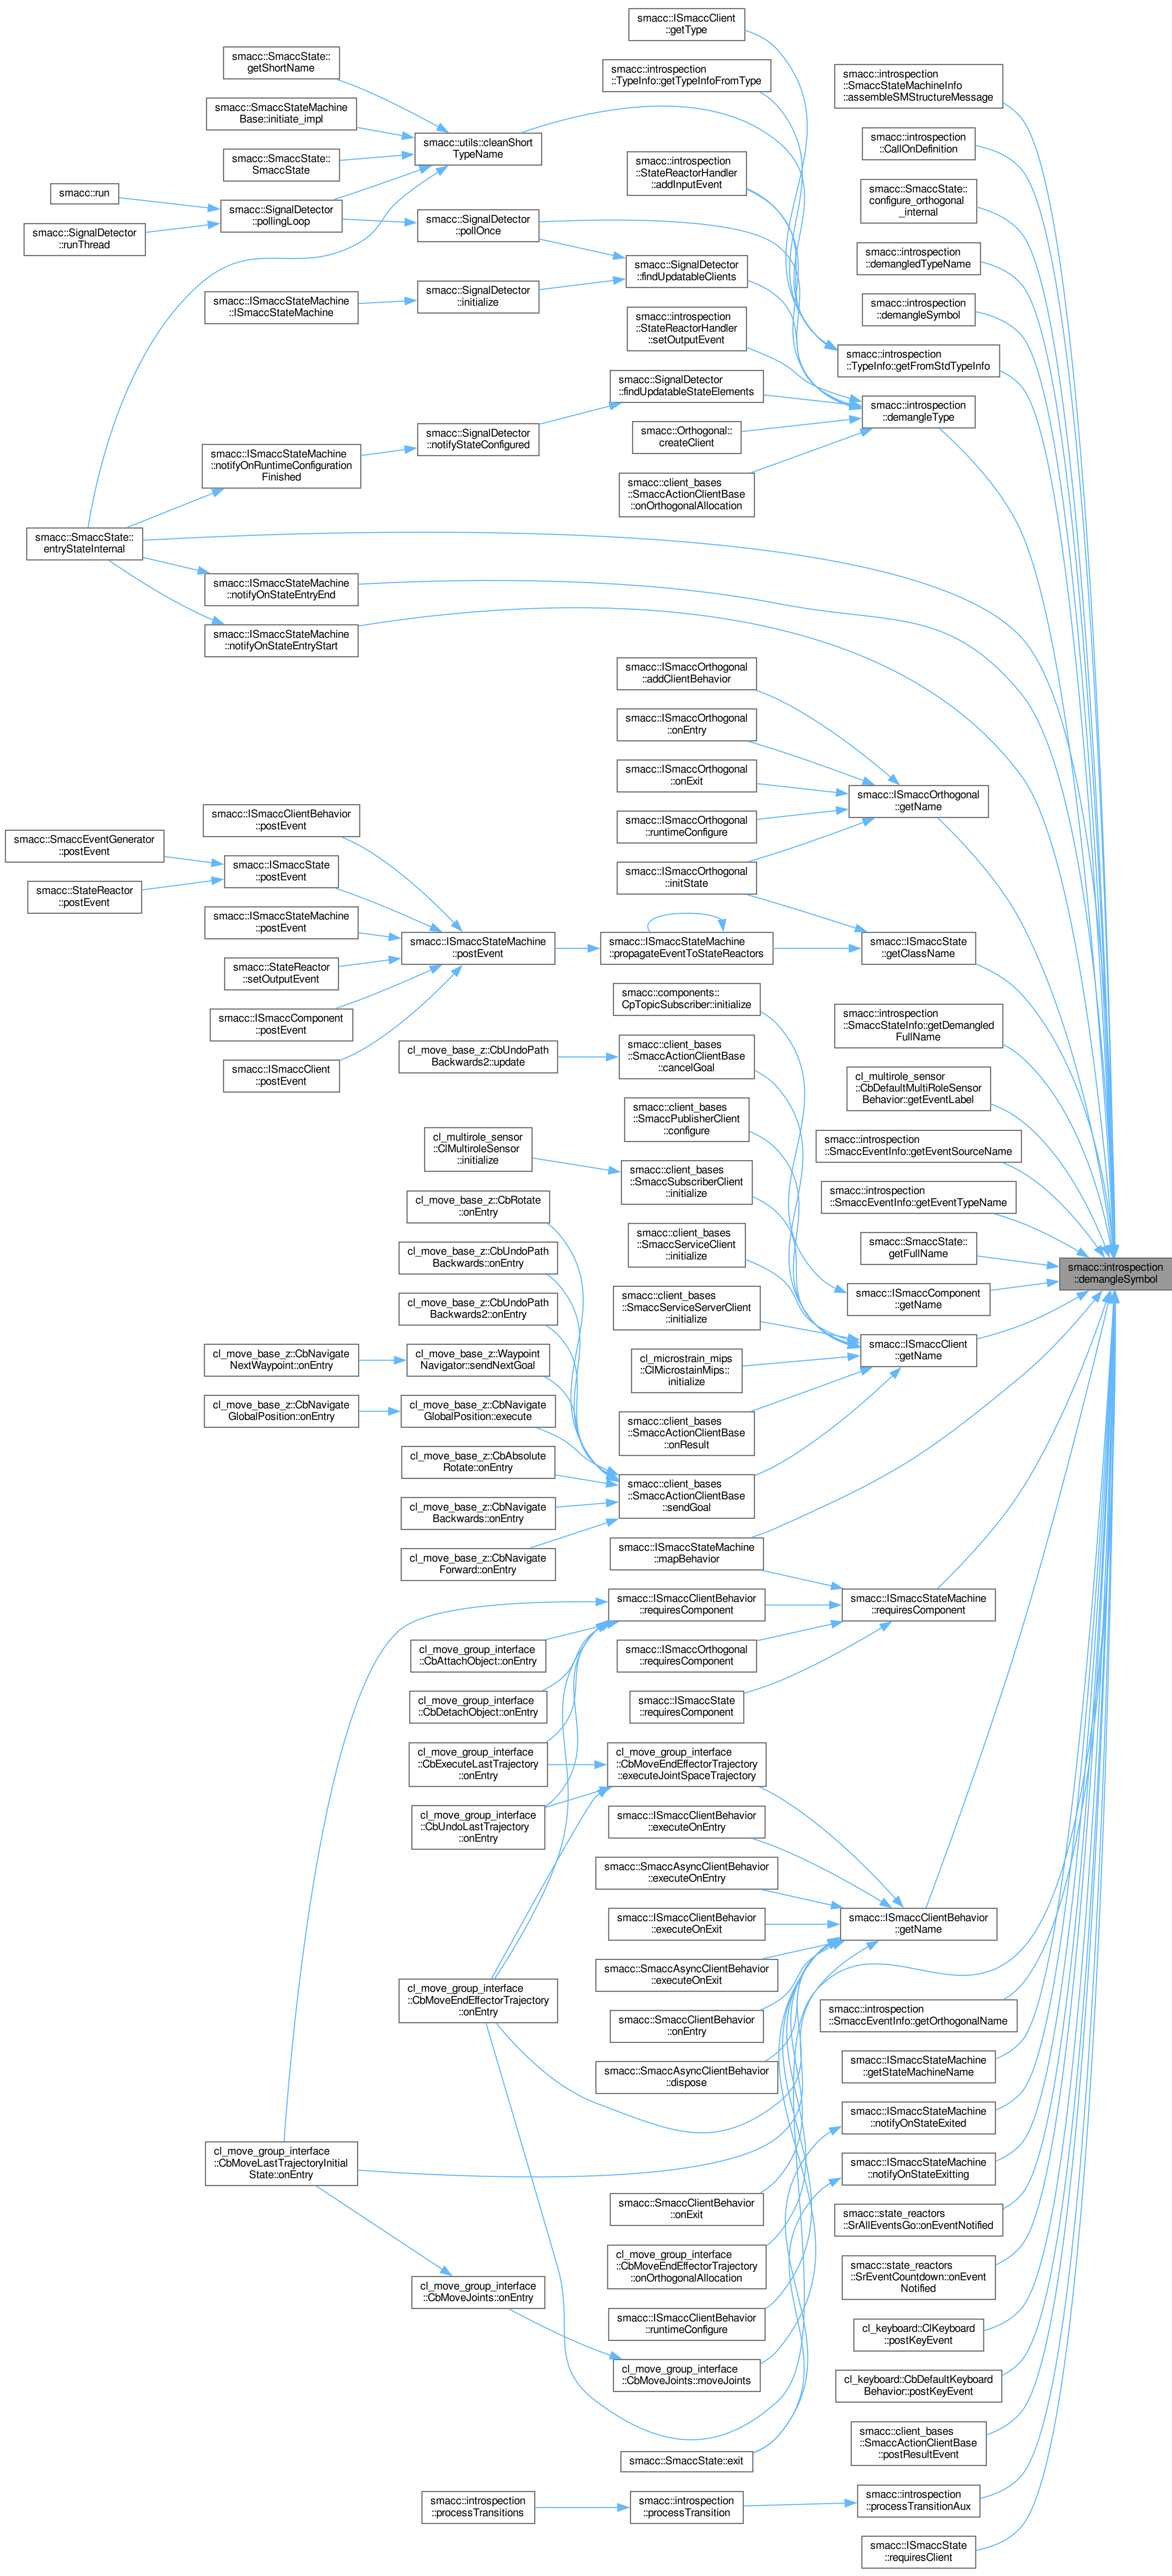 smacc::ISmaccClient
::getType
smacc::SmaccState::
getShortName
smacc::introspection
::TypeInfo::getTypeInfoFromType
smacc::introspection
::SmaccStateMachineInfo
::assembleSMStructureMessage
smacc::SmaccStateMachine
Base::initiate_impl
smacc::utils::cleanShort
TypeName
smacc::introspection
::CallOnDefinition
smacc::SmaccState::
SmaccState
smacc::introspection
::StateReactorHandler
::addInputEvent
smacc::SmaccState::
configure_orthogonal
_internal
smacc::run
smacc::SignalDetector
::pollingLoop
smacc::SignalDetector
::pollOnce
smacc::SignalDetector
::runThread
smacc::introspection
::demangledTypeName
smacc::SignalDetector
::findUpdatableClients
smacc::ISmaccStateMachine
::ISmaccStateMachine
smacc::SignalDetector
::initialize
smacc::introspection
::demangleSymbol
smacc::introspection
::StateReactorHandler
::setOutputEvent
smacc::introspection
::TypeInfo::getFromStdTypeInfo
smacc::SignalDetector
::findUpdatableStateElements
smacc::introspection
::demangleType
smacc::Orthogonal::
createClient
smacc::SignalDetector
::notifyStateConfigured
smacc::ISmaccStateMachine
::notifyOnRuntimeConfiguration
Finished
smacc::client_bases
::SmaccActionClientBase
::onOrthogonalAllocation
smacc::SmaccState::
entryStateInternal
smacc::ISmaccStateMachine
::notifyOnStateEntryEnd
smacc::ISmaccStateMachine
::notifyOnStateEntryStart
smacc::ISmaccOrthogonal
::addClientBehavior
smacc::ISmaccOrthogonal
::onEntry
smacc::ISmaccOrthogonal
::onExit
smacc::ISmaccOrthogonal
::getName
smacc::ISmaccOrthogonal
::runtimeConfigure
smacc::ISmaccOrthogonal
::initState
smacc::ISmaccClientBehavior
::postEvent
smacc::SmaccEventGenerator
::postEvent
smacc::ISmaccState
::postEvent
smacc::StateReactor
::postEvent
smacc::ISmaccStateMachine
::postEvent
smacc::ISmaccStateMachine
::postEvent
smacc::ISmaccStateMachine
::propagateEventToStateReactors
smacc::ISmaccState
::getClassName
smacc::StateReactor
::setOutputEvent
smacc::ISmaccComponent
::postEvent
smacc::ISmaccClient
::postEvent
smacc::components::
CpTopicSubscriber::initialize
smacc::introspection
::SmaccStateInfo::getDemangled
FullName
cl_move_base_z::CbUndoPath
Backwards2::update
smacc::client_bases
::SmaccActionClientBase
::cancelGoal
cl_multirole_sensor
::CbDefaultMultiRoleSensor
Behavior::getEventLabel
smacc::client_bases
::SmaccPublisherClient
::configure
cl_multirole_sensor
::ClMultiroleSensor
::initialize
smacc::client_bases
::SmaccSubscriberClient
::initialize
smacc::introspection
::SmaccEventInfo::getEventSourceName
cl_move_base_z::CbRotate
::onEntry
smacc::introspection
::SmaccEventInfo::getEventTypeName
cl_move_base_z::CbUndoPath
Backwards::onEntry
smacc::client_bases
::SmaccServiceClient
::initialize
smacc::SmaccState::
getFullName
smacc::introspection
::demangleSymbol
cl_move_base_z::CbUndoPath
Backwards2::onEntry
smacc::client_bases
::SmaccServiceServerClient
::initialize
smacc::ISmaccComponent
::getName
cl_move_base_z::CbNavigate
NextWaypoint::onEntry
cl_move_base_z::Waypoint
Navigator::sendNextGoal
cl_microstrain_mips
::ClMicrostainMips::
initialize
smacc::ISmaccClient
::getName
cl_move_base_z::CbNavigate
GlobalPosition::onEntry
cl_move_base_z::CbNavigate
GlobalPosition::execute
smacc::client_bases
::SmaccActionClientBase
::onResult
cl_move_base_z::CbAbsolute
Rotate::onEntry
cl_move_base_z::CbNavigate
Backwards::onEntry
smacc::client_bases
::SmaccActionClientBase
::sendGoal
cl_move_base_z::CbNavigate
Forward::onEntry
smacc::ISmaccStateMachine
::mapBehavior
smacc::ISmaccClientBehavior
::requiresComponent
smacc::ISmaccStateMachine
::requiresComponent
cl_move_group_interface
::CbAttachObject::onEntry
smacc::ISmaccOrthogonal
::requiresComponent
cl_move_group_interface
::CbDetachObject::onEntry
smacc::ISmaccState
::requiresComponent
cl_move_group_interface
::CbExecuteLastTrajectory
::onEntry
cl_move_group_interface
::CbMoveEndEffectorTrajectory
::executeJointSpaceTrajectory
cl_move_group_interface
::CbUndoLastTrajectory
::onEntry
smacc::ISmaccClientBehavior
::executeOnEntry
smacc::SmaccAsyncClientBehavior
::executeOnEntry
smacc::ISmaccClientBehavior
::executeOnExit
smacc::ISmaccClientBehavior
::getName
smacc::SmaccAsyncClientBehavior
::executeOnExit
cl_move_group_interface
::CbMoveEndEffectorTrajectory
::onEntry
smacc::SmaccClientBehavior
::onEntry
smacc::introspection
::SmaccEventInfo::getOrthogonalName
smacc::SmaccAsyncClientBehavior
::dispose
smacc::ISmaccStateMachine
::getStateMachineName
smacc::ISmaccStateMachine
::notifyOnStateExited
cl_move_group_interface
::CbMoveLastTrajectoryInitial
State::onEntry
smacc::ISmaccStateMachine
::notifyOnStateExitting
smacc::SmaccClientBehavior
::onExit
smacc::state_reactors
::SrAllEventsGo::onEventNotified
cl_move_group_interface
::CbMoveEndEffectorTrajectory
::onOrthogonalAllocation
smacc::state_reactors
::SrEventCountdown::onEvent
Notified
cl_move_group_interface
::CbMoveJoints::onEntry
smacc::ISmaccClientBehavior
::runtimeConfigure
cl_keyboard::ClKeyboard
::postKeyEvent
cl_move_group_interface
::CbMoveJoints::moveJoints
cl_keyboard::CbDefaultKeyboard
Behavior::postKeyEvent
smacc::client_bases
::SmaccActionClientBase
::postResultEvent
smacc::SmaccState::exit
smacc::introspection
::processTransitions
smacc::introspection
::processTransition
smacc::introspection
::processTransitionAux
smacc::ISmaccState
::requiresClient